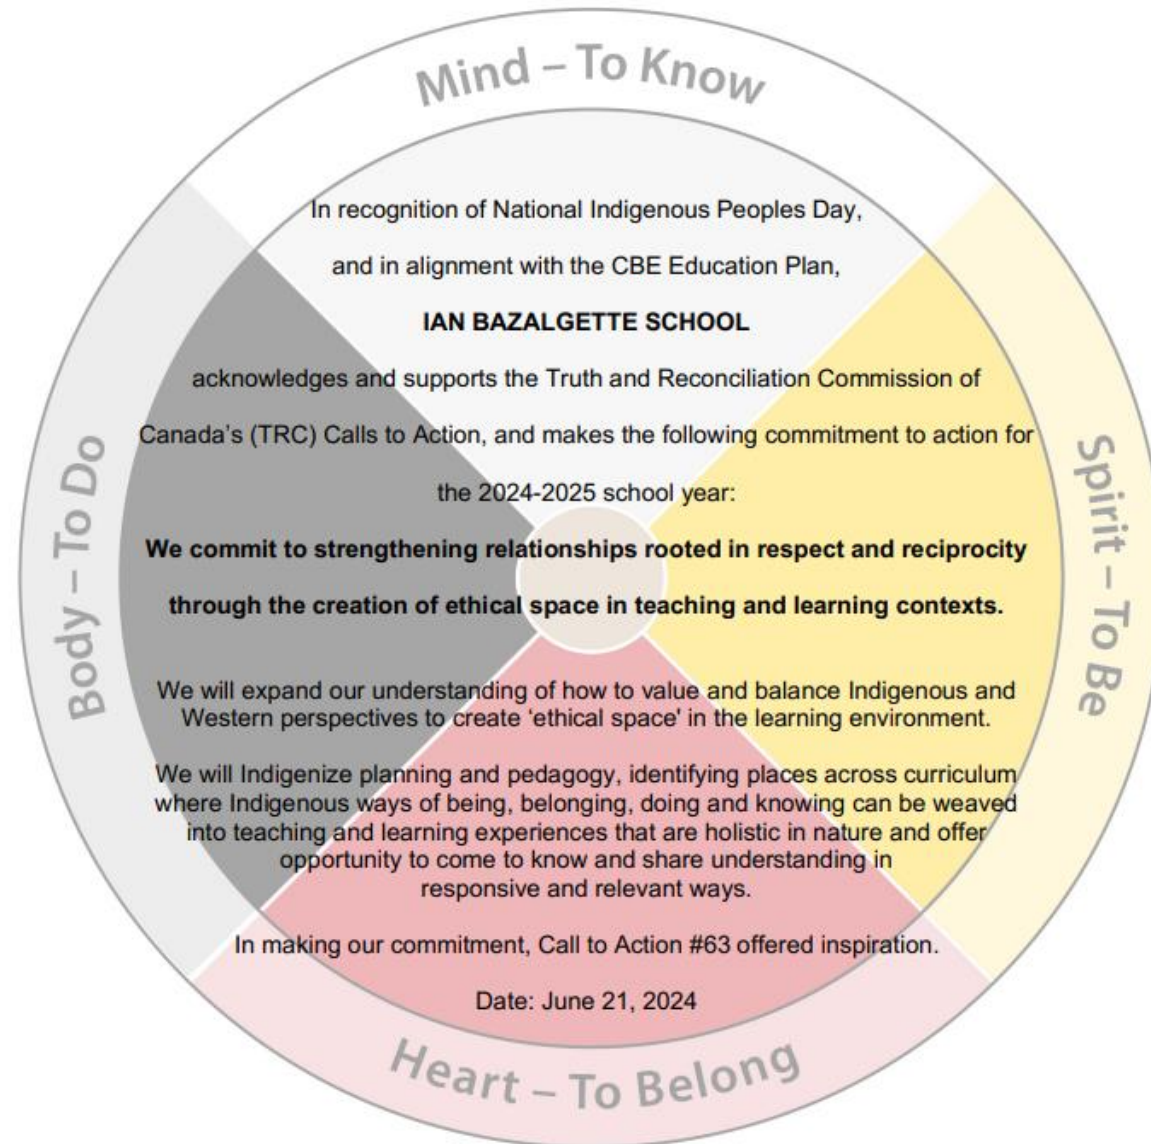 Mind – To Know
In recognition of National Indigenous Peoples Day,
and in alignment with the CBE Education Plan,
IAN BAZALGETTE SCHOOL
acknowledges and supports the Truth and Reconciliation Commission of
Canada's (TRC) Calls to Action, and makes the following commitment to action for
the 2024-2025 school year:
We commit to strengthening relationships rooted in respect and reciprocity
through the creation of ethical space in teaching and learning contexts.
We will expand our understanding of how to value and balance Indigenous and
Western perspectives to create ‘ethical space' in the learning environment.
We will Indigenize planning and pedagogy, identifying places across curriculum
where Indigenous ways of being, belonging, doing and knowing can be weaved
into teaching and learning experiences that are holistic in nature and offer
opportunity to come to know and share understanding in
responsive and relevant ways.
In making our commitment, Call to Action #63 offered inspiration.
Date: June 21, 2024
Body – To Do
Spirit – To Be
Heart – To Belong